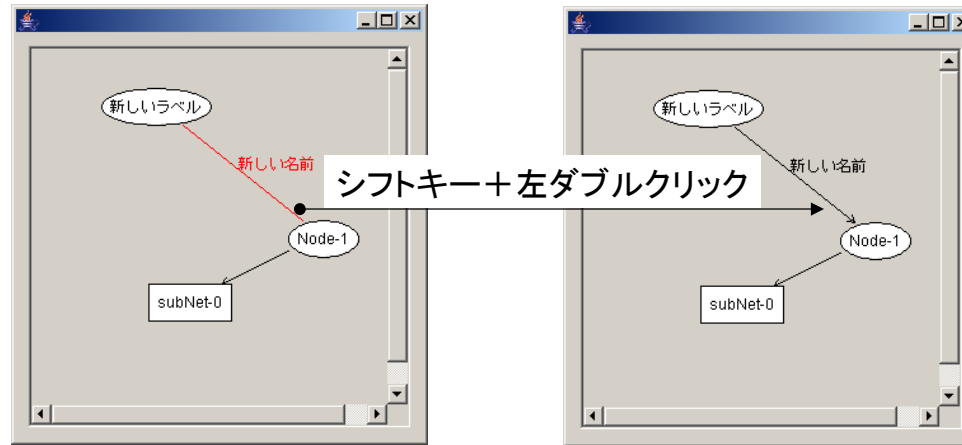 新しいラベル
新しい名前
Node-1
subNet-0
シフトキー＋左ダブルクリック
新しいラベル
新しい名前
Node-1
subNet-0